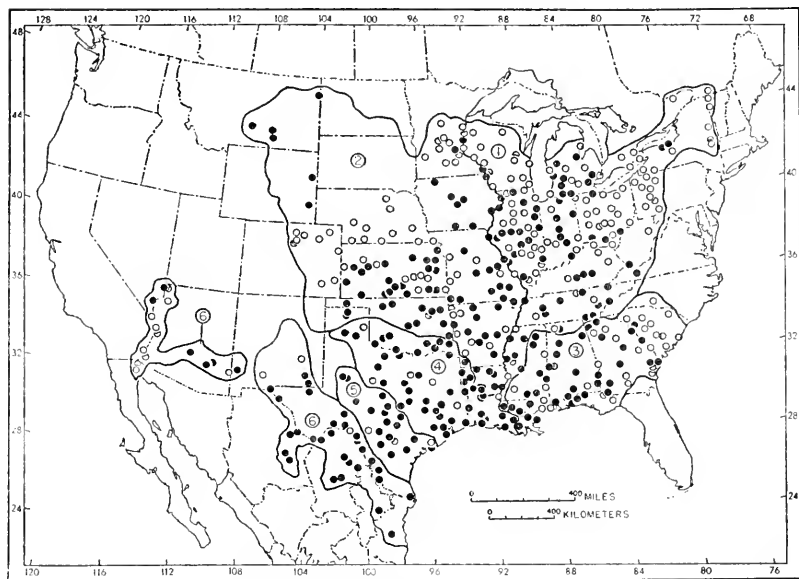 128 120 116 112 108 104 100 96 92 88 84 80 76 68
48
44 44
40 40
36 36
32 32
28 28
24 24
① ② ③ ④ ⑤ ⑥ ⑥
0 400 MILES
0 400 KILOMETERS
120 116 112 108 104 100 96 92 88 84 80 76